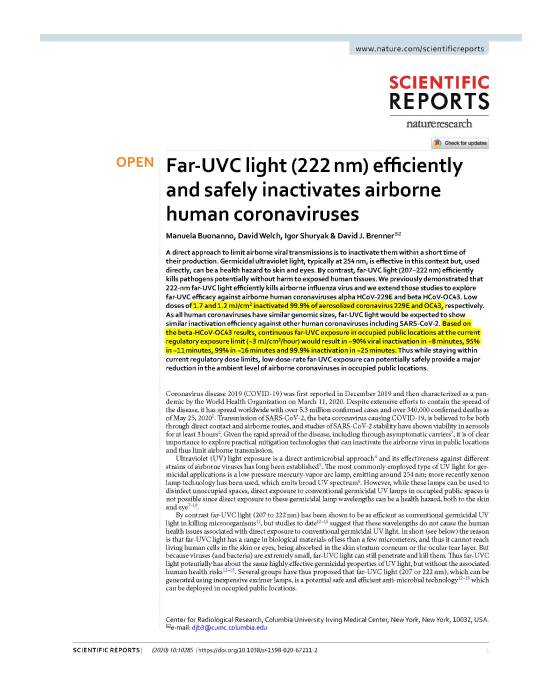 www.nature.com/scientificreports
SCIENTIFIC
REPORTS
natureresearch
Check for updates
OPEN
Far-UVC light (222 nm) efficiently
and safely inactivates airborne
human coronaviruses
Manuela Buonanno, David Welch, Igor Shuryak & David J. Brenner
A direct approach to limit airborne viral transmissions is to inactivate them within a short time of
their production. Germicidal ultraviolet light, typically at 254 nm, is effective in this context but, used
directly, can be a health hazard to skin and eyes. By contrast, far-UVC light (207–222 nm) efficiently
kills pathogens potentially without harm to exposed human tissues. We previously demonstrated that
222-nm far-UVC light efficiently kills airborne influenza virus and we extend those studies to explore
far-UVC efficacy against airborne human coronaviruses alpha HCoV-229E and beta HCoV-OC43. Low
doses of 1.7 and 1.2 mJ/cm² inactivated 99.9% of aerosolized coronavirus 229E and OC43, respectively.
As all human coronaviruses have similar genomic sizes, far-UVC light would be expected to show
similar inactivation efficiency against other human coronaviruses including SARS-CoV-2. Based on
the beta-HCoV-OC43 results, continuous far-UVC exposure in occupied public locations at the current
regulatory exposure limit (~3 mJ/cm²/hour) would result in ~90% viral inactivation in ~8 minutes, 95%
in ~11 minutes, 99% in ~16 minutes and 99.9% inactivation in ~25 minutes. Thus while staying within
current regulatory dose limits, low-dose-rate far-UVC exposure can potentially safely provide a major
reduction in the ambient level of airborne coronaviruses in occupied public locations.
Coronavirus disease 2019 (COVID-19) was first reported in December 2019 and then characterized as a pan-
demic by the World Health Organization on March 11, 2020. Despite extensive efforts to contain the spread of
the disease, it has spread worldwide with over 5.3 million confirmed cases and over 340,000 confirmed deaths as
of May 25, 2020¹. Transmission of SARS-CoV-2, the beta coronavirus causing COVID-19, is believed to be both
through direct contact and airborne routes, and studies of SARS-CoV-2 stability have shown viability in aerosols
for at least 3 hours². Given the rapid spread of the disease, including through asymptomatic carriers³, it is of clear
importance to explore practical mitigation technologies that can inactivate the airborne virus in public locations
and thus limit airborne transmission.
Ultraviolet (UV) light exposure is a direct antimicrobial approach⁴ and its effectiveness against different
strains of airborne viruses has long been established⁵. The most commonly employed type of UV light for ger-
micidal applications is a low pressure mercury-vapor arc lamp, emitting around 254 nm; more recently xenon
lamp technology has been used, which emits broad UV spectrum⁶. However, while these lamps can be used to
disinfect unoccupied spaces, direct exposure to conventional germicidal UV lamps in occupied public spaces is
not possible since direct exposure to these germicidal lamp wavelengths can be a health hazard, both to the skin
and eye⁷⁻¹⁰.
By contrast far-UVC light (207 to 222 nm) has been shown to be as efficient as conventional germicidal UV
light in killing microorganisms¹¹, but studies to date¹²⁻¹⁵ suggest that these wavelengths do not cause the human
health issues associated with direct exposure to conventional germicidal UV light. In short (see below) the reason
is that far-UVC light has a range in biological materials of less than a few micrometers, and thus it cannot reach
living human cells in the skin or eyes, being absorbed in the skin stratum corneum or the ocular tear layer. But
because viruses (and bacteria) are extremely small, far-UVC light can still penetrate and kill them. Thus far-UVC
light potentially has about the same highly effective germicidal properties of UV light, but without the associated
human health risks¹²⁻¹⁵. Several groups have thus proposed that far-UVC light (207 or 222 nm), which can be
generated using inexpensive excimer lamps, is a potential safe and efficient anti-microbial technology¹²⁻¹⁸ which
can be deployed in occupied public locations.
Center for Radiological Research, Columbia University Irving Medical Center, New York, New York, 10032, USA.
e-mail: djb3@cumc.columbia.edu
SCIENTIFIC REPORTS | (2020) 10:10285 | https://doi.org/10.1038/s41598-020-67211-2
1